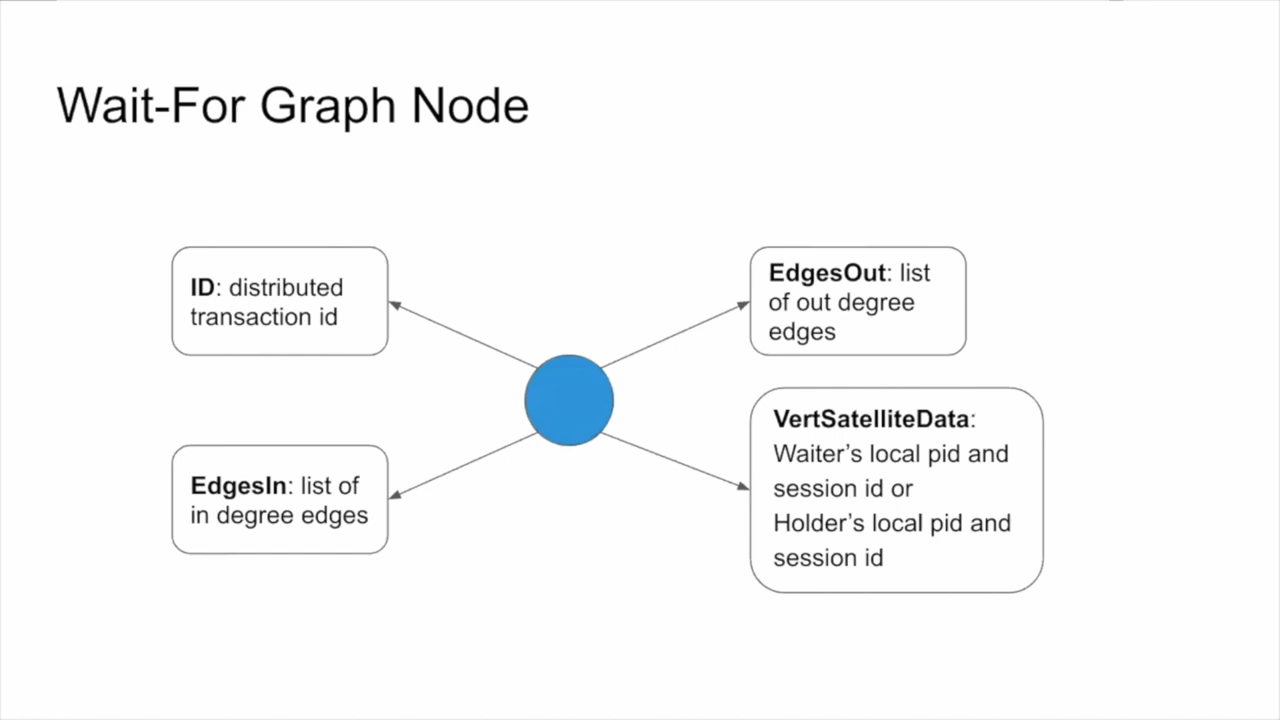 Wait-For Graph Node
ID: distributed
transaction id
EdgesOut: list
of out degree
edges
EdgesIn: list of
in degree edges
VertSatelliteData:
Waiter’s local pid and
session id or
Holder’s local pid and
session id